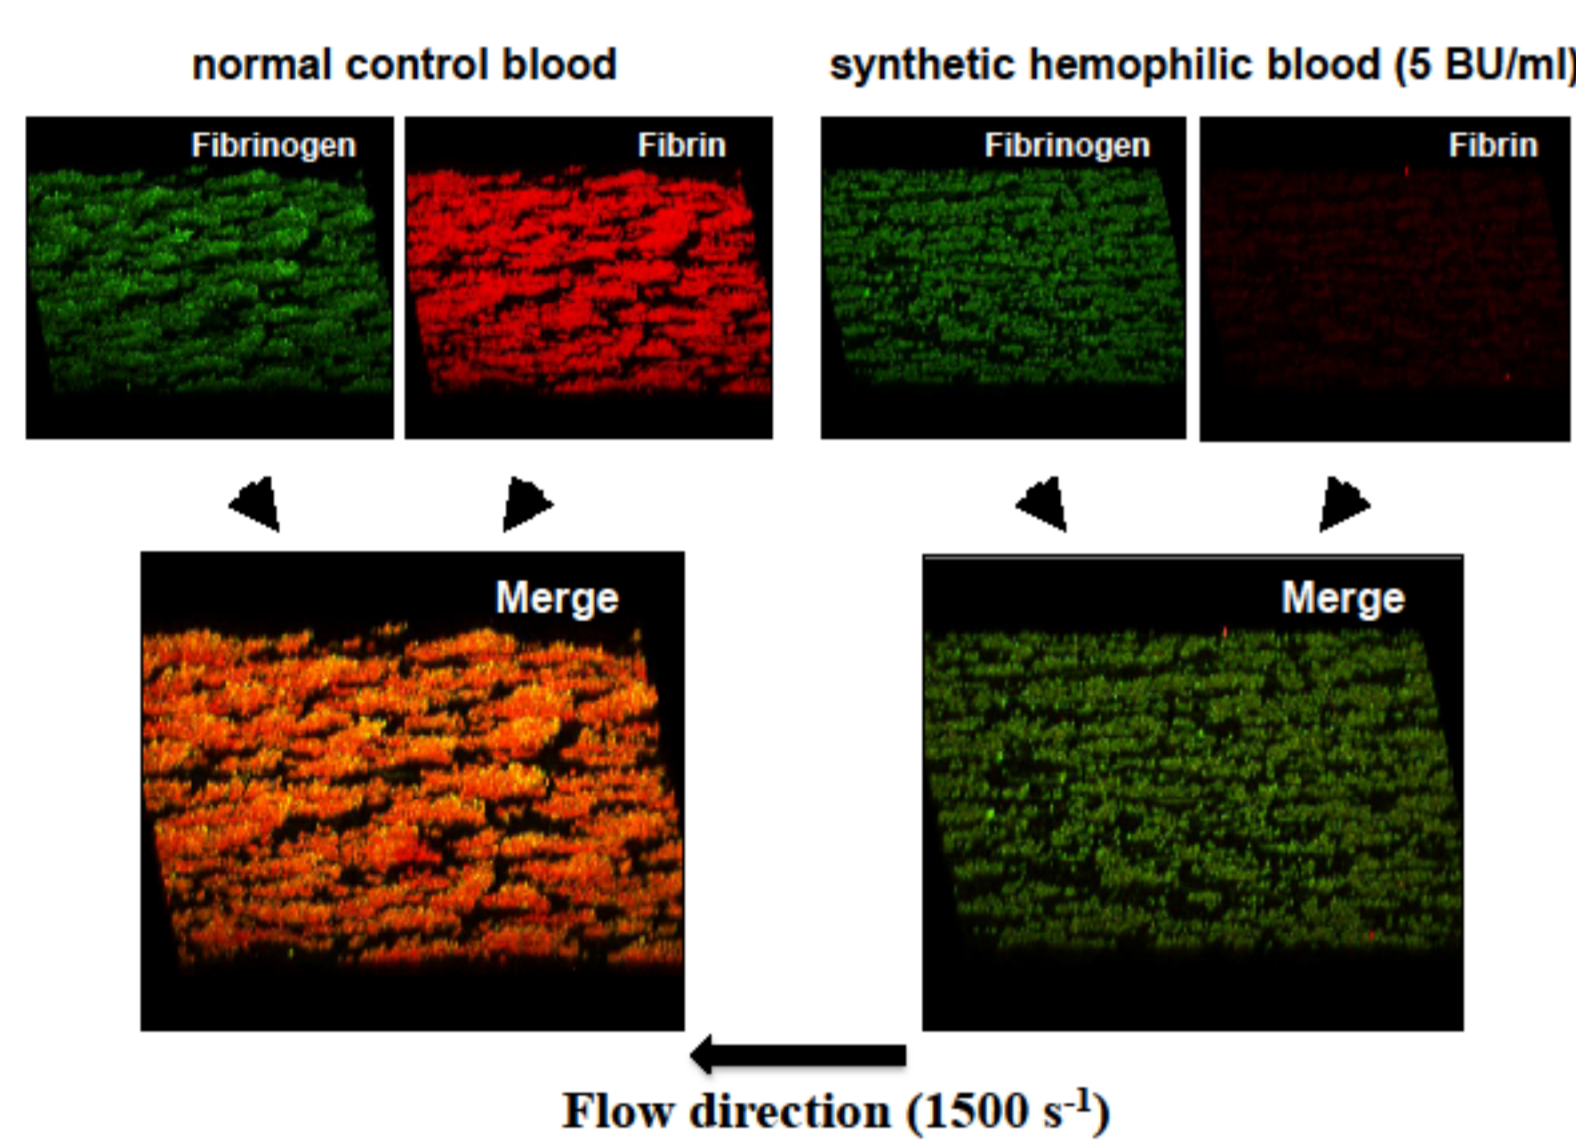 normal control blood
synthetic hemophilic blood (5 BU/ml)
Fibrinogen
Fibrin
Fibrinogen
Fibrin
Merge
Merge
Flow direction (1500 s⁻¹)